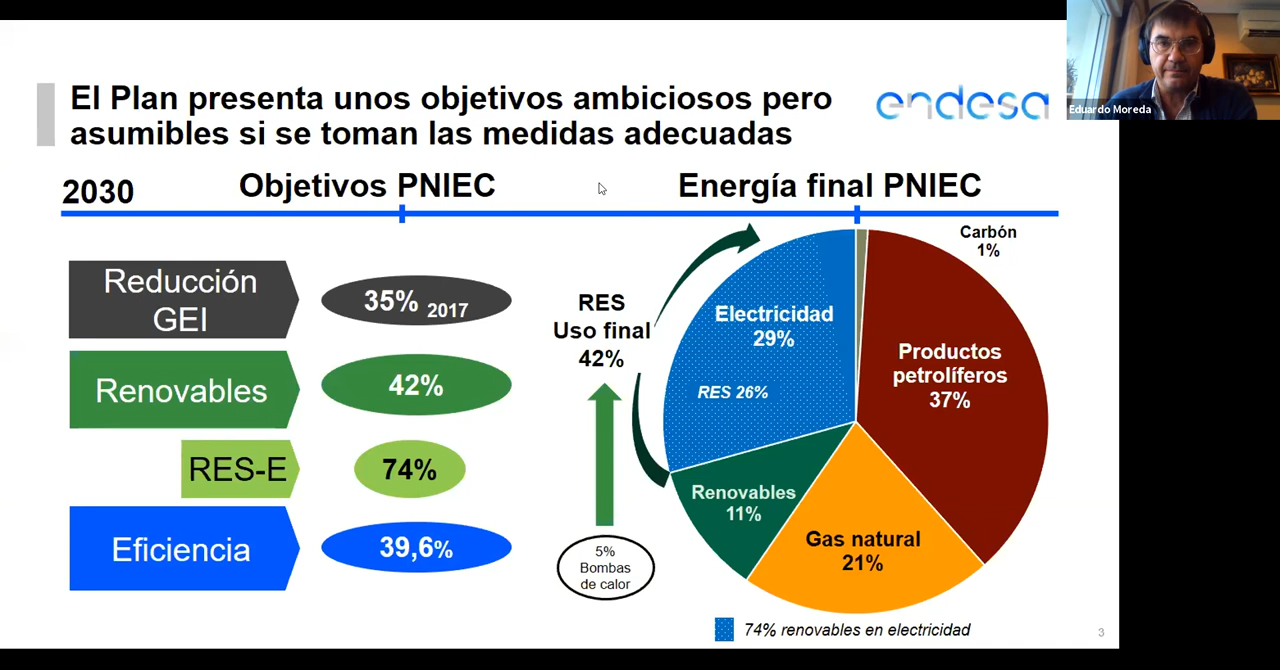 El Plan presenta unos objetivos ambiciosos pero
asumibles si se toman las medidas adecuadas
endesa
Eduardo Moreda
2030
Objetivos PNIEC
Energía final PNIEC
Reducción
GEI
35% 2017
Renovables
42%
RES-E
74%
Eficiencia
39,6%
RES
Uso final
42%
5%
Bombas
de calor
Carbón
1%
Electricidad
29%
RES 26%
Productos
petrolíferos
37%
Renovables
11%
Gas natural
21%
74% renovables en electricidad
3